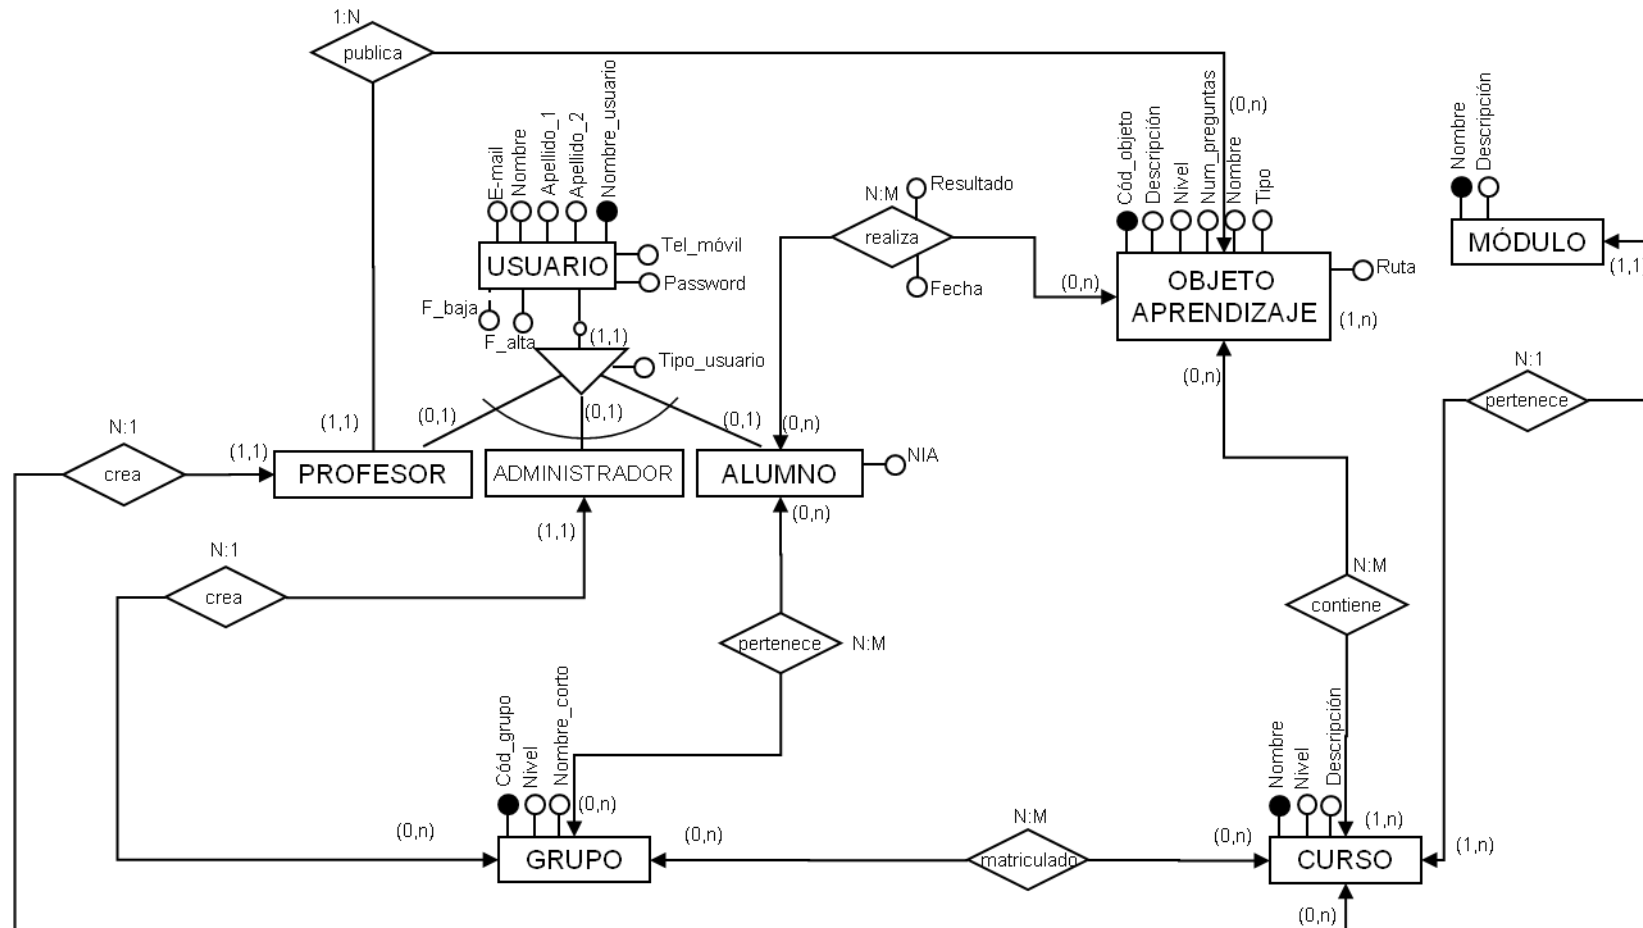 1:N
publica
(0,n)
E-mail
Nombre
Apellido_1
Apellido_2
Nombre_usuario
USUARIO
Tel_móvil
Password
F_baja
F_alta
(1,1)
Tipo_usuario
(0,1)
(0,1)
(0,1)
N:M
Resultado
realiza
Fecha
(0,n)
(0,n)
Cód_objeto
Descripción
Nivel
Num_preguntas
Nombre
Tipo
OBJETO
APRENDIZAJE
Ruta
(1,n)
(0,n)
Nombre
Descripción
MÓDULO
(1,1)
N:1
pertenece
N:1
crea
(1,1)
(1,1)
PROFESOR
ADMINISTRADOR
ALUMNO
NIA
(1,1)
(0,n)
N:1
crea
pertenece
N:M
N:M
contiene
Cód_grupo
Nivel
Nombre_corto
(0,n)
(0,n)
GRUPO
(0,n)
N:M
matriculado
(0,n)
Nombre
Nivel
Descripción
(1,n)
CURSO
(1,n)
(0,n)